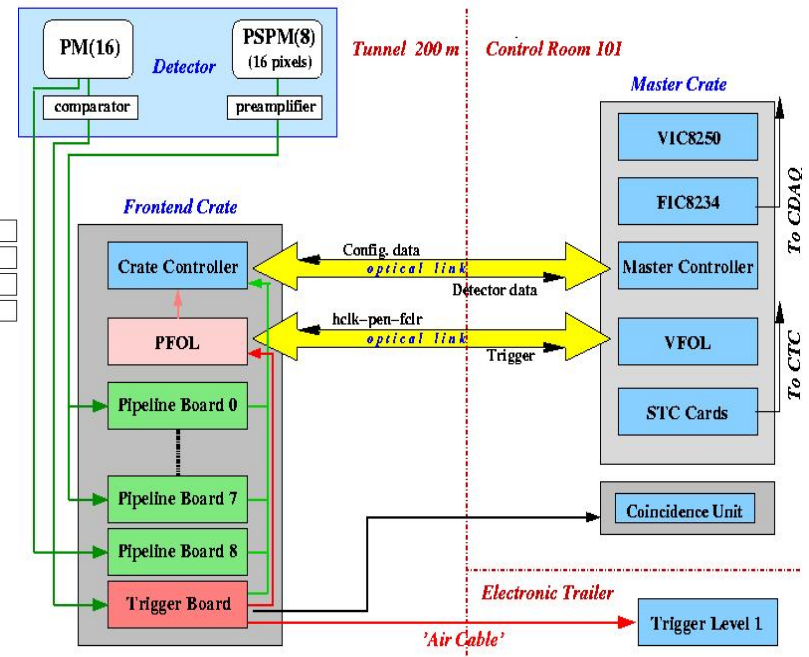 PM(16)
PSPM(8)
(16 pixels)
Detector
comparator
preamplifier
Tunnel 200 m
Control Room 101
Master Crate
VIC8250
FIC8234
Master Controller
VFOL
STC Cards
To CDAQ
To CTC
Frontend Crate
Crate Controller
PFOL
Pipeline Board 0
Pipeline Board 7
Pipeline Board 8
Trigger Board
Config. data
optical link
Detector data
hclk-pen-fclr
optical link
Trigger
Coincidence Unit
Electronic Trailer
Trigger Level 1
'Air Cable'